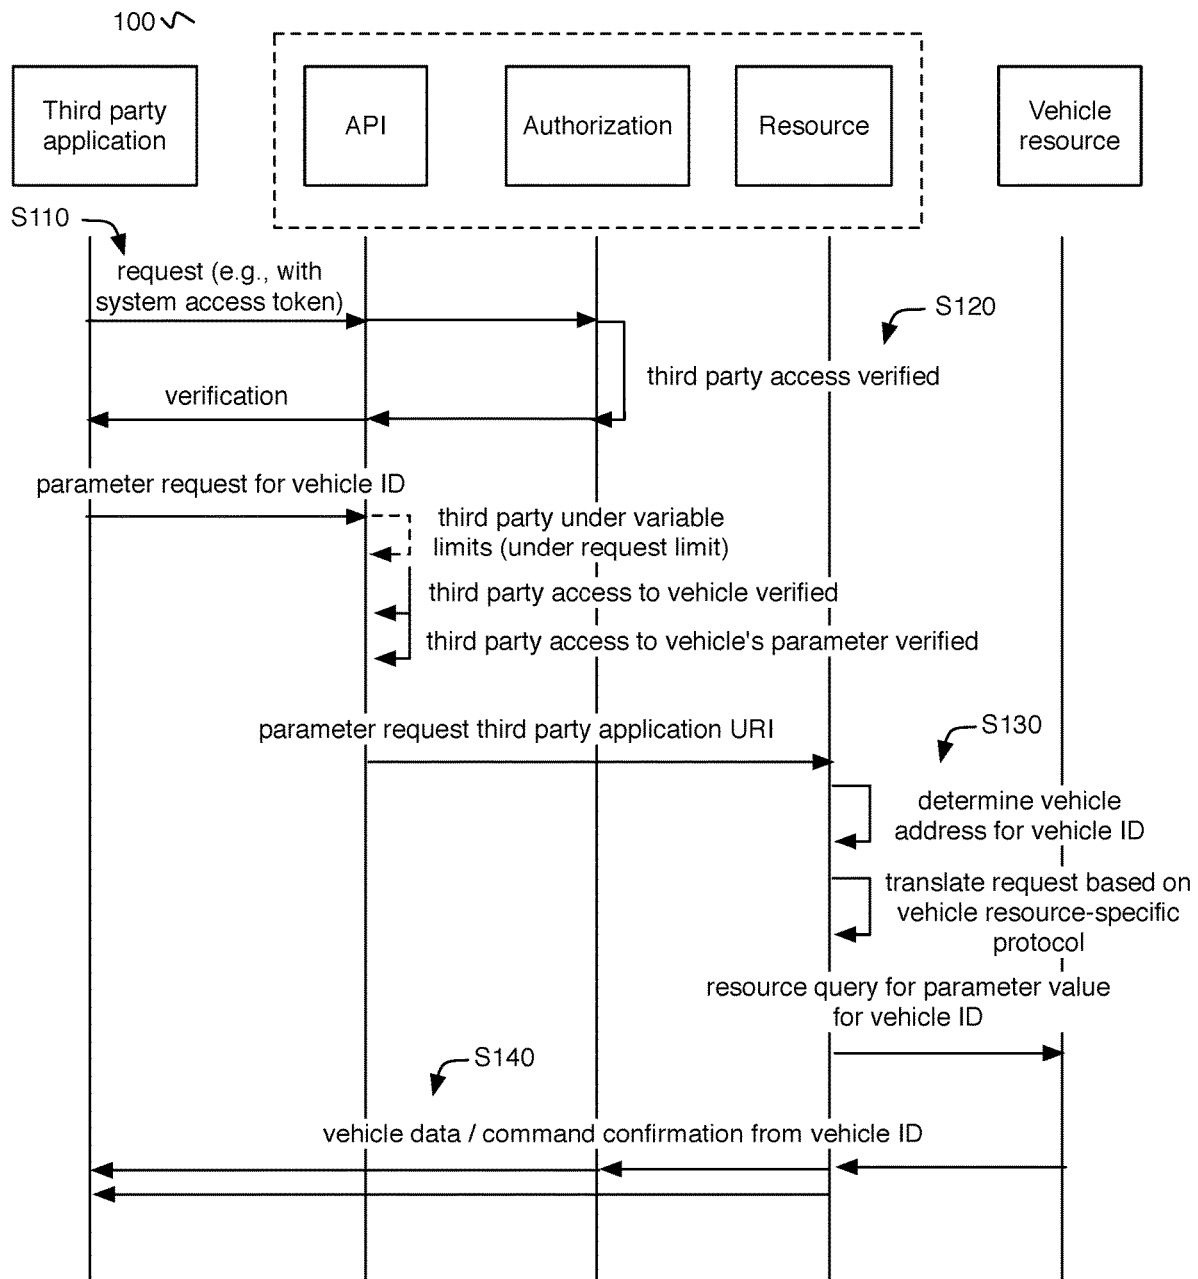 100
Third party
application
API
Authorization
Resource
Vehicle
resource
S110
request (e.g., with
system access token)
S120
third party access verified
verification
parameter request for vehicle ID
third party under variable
limits (under request limit)
third party access to vehicle verified
third party access to vehicle's parameter verified
parameter request third party application URI
S130
determine vehicle
address for vehicle ID
translate request based on
vehicle resource-specific
protocol
resource query for parameter value
for vehicle ID
S140
vehicle data / command confirmation from vehicle ID